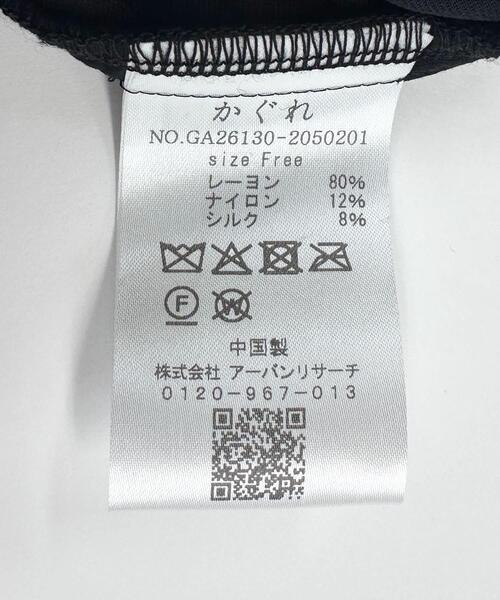 かぐれ
NO.GA26130-2050201
size Free
レーヨン 80%
ナイロン 12%
シルク 8%
F
W
中国製
株式会社 アーバンリサーチ
0120-967-013